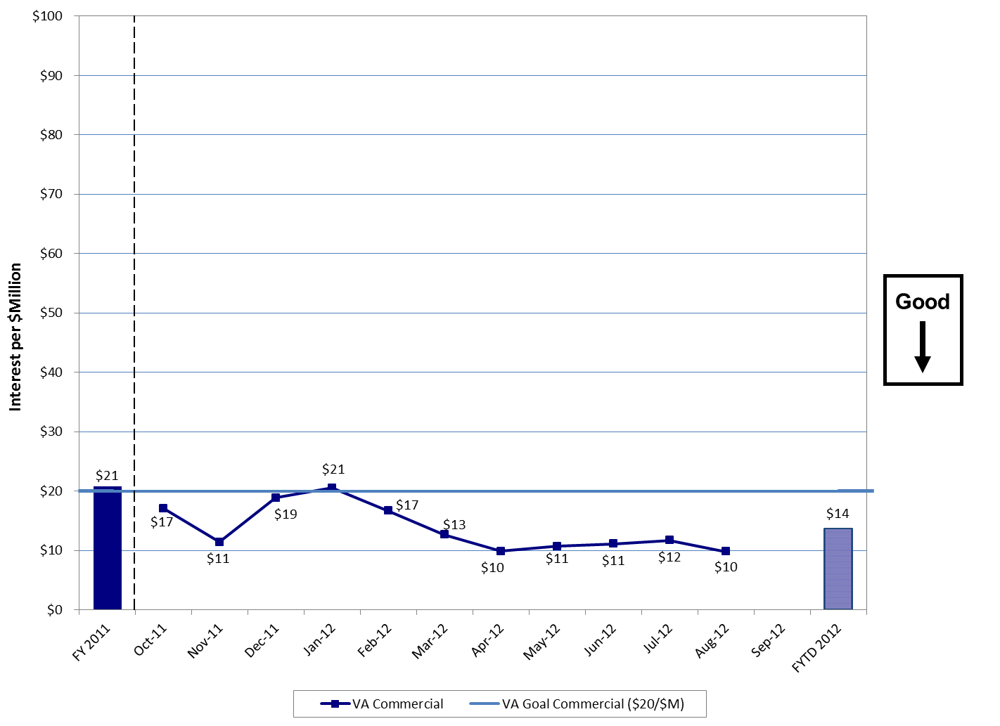 $100
$90
$80
$70
$60
$50
$40
$30
$20
$10
$0
Interest per $Million
$21
$17
$11
$19
$21
$17
$13
$10
$11
$11
$12
$10
$14
FY 2011
Oct-11
Nov-11
Dec-11
Jan-12
Feb-12
Mar-12
Apr-12
May-12
Jun-12
Jul-12
Aug-12
Sep-12
FYTD 2012
Good
VA Commercial
VA Goal Commercial ($20/$M)